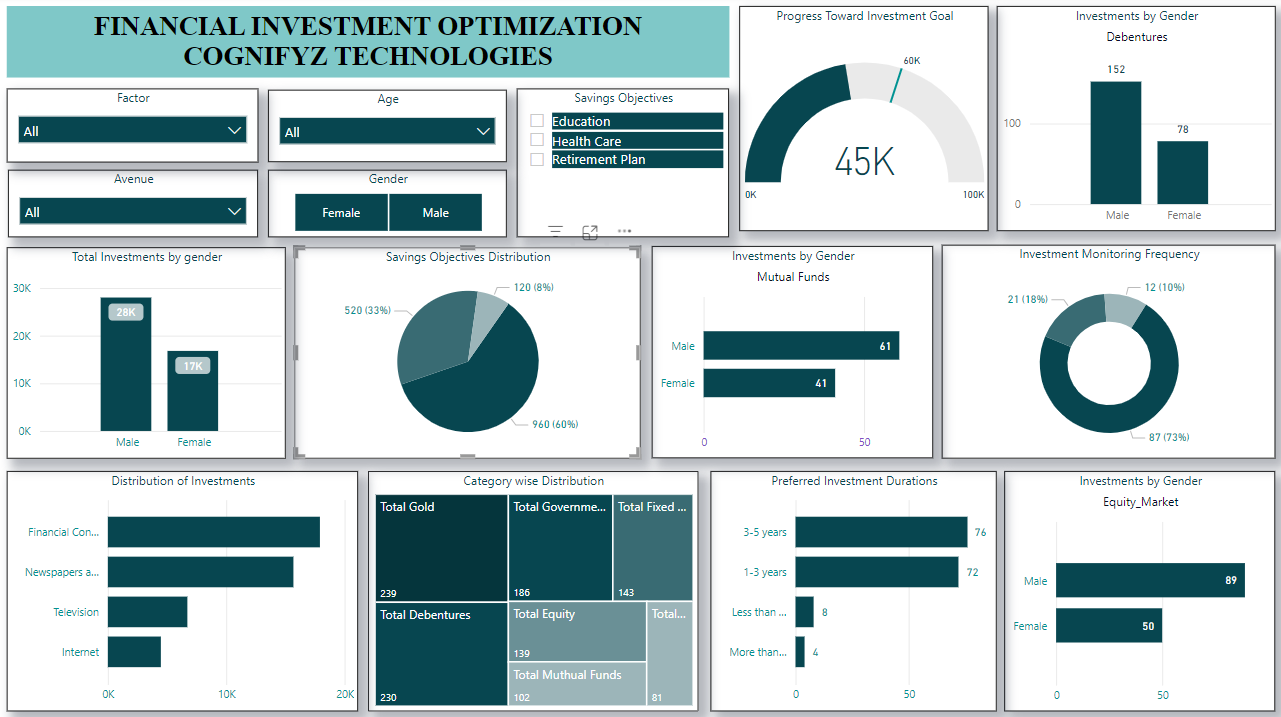 FINANCIAL INVESTMENT OPTIMIZATION
COGNIFYZ TECHNOLOGIES
Factor
All
Age
All
Savings Objectives
Education
Health Care
Retirement Plan
Avenue
All
Gender
Female
Male
Progress Toward Investment Goal
60K
45K
0K
100K
Investments by Gender
Debentures
152
78
100
0
Male
Female
Total Investments by gender
30K
20K
10K
0K
28K
17K
Male
Female
Savings Objectives Distribution
120 (8%)
520 (33%)
960 (60%)
Investments by Gender
Mutual Funds
Male
61
Female
41
0
50
Investment Monitoring Frequency
12 (10%)
21 (18%)
87 (73%)
Distribution of Investments
Financial Con...
Newspapers a...
Television
Internet
0K
10K
20K
Category wise Distribution
Total Gold
239
Total Governme...
186
Total Fixed ...
143
Total Debentures
230
Total Equity
139
Total Muthual Funds
102
Total...
81
Preferred Investment Durations
3-5 years
76
1-3 years
72
Less than ...
8
More than...
4
0
50
Investments by Gender
Equity_Market
Male
89
Female
50
0
50